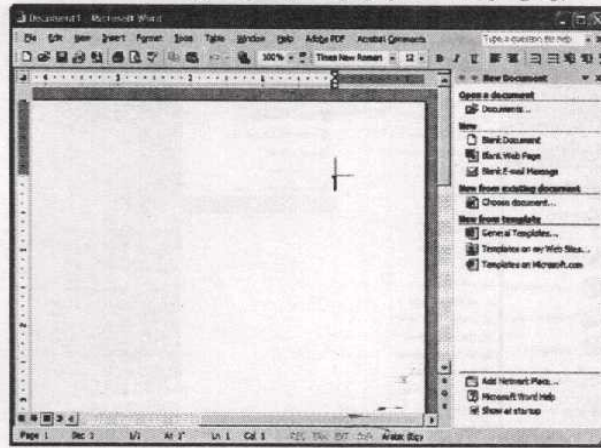 Document1 - Microsoft Word
File Edit View Insert Format Tools Table Window Help Adobe PDF Acrobat Comments Type a question for help
100% Times New Roman 12 B I U
New Document
Open a document
Documents...
New
Blank Document
Blank Web Page
Blank E-mail Message
New from existing document
Choose document...
New from template
General Templates...
Templates on my Web Sites...
Templates on Microsoft.com
Add Network Place...
Microsoft Word Help
Show at startup
Page 1 Sec 1 1/1 At 1" Ln 1 Col 1 REC TRK EXT OVR Arabic (Egy